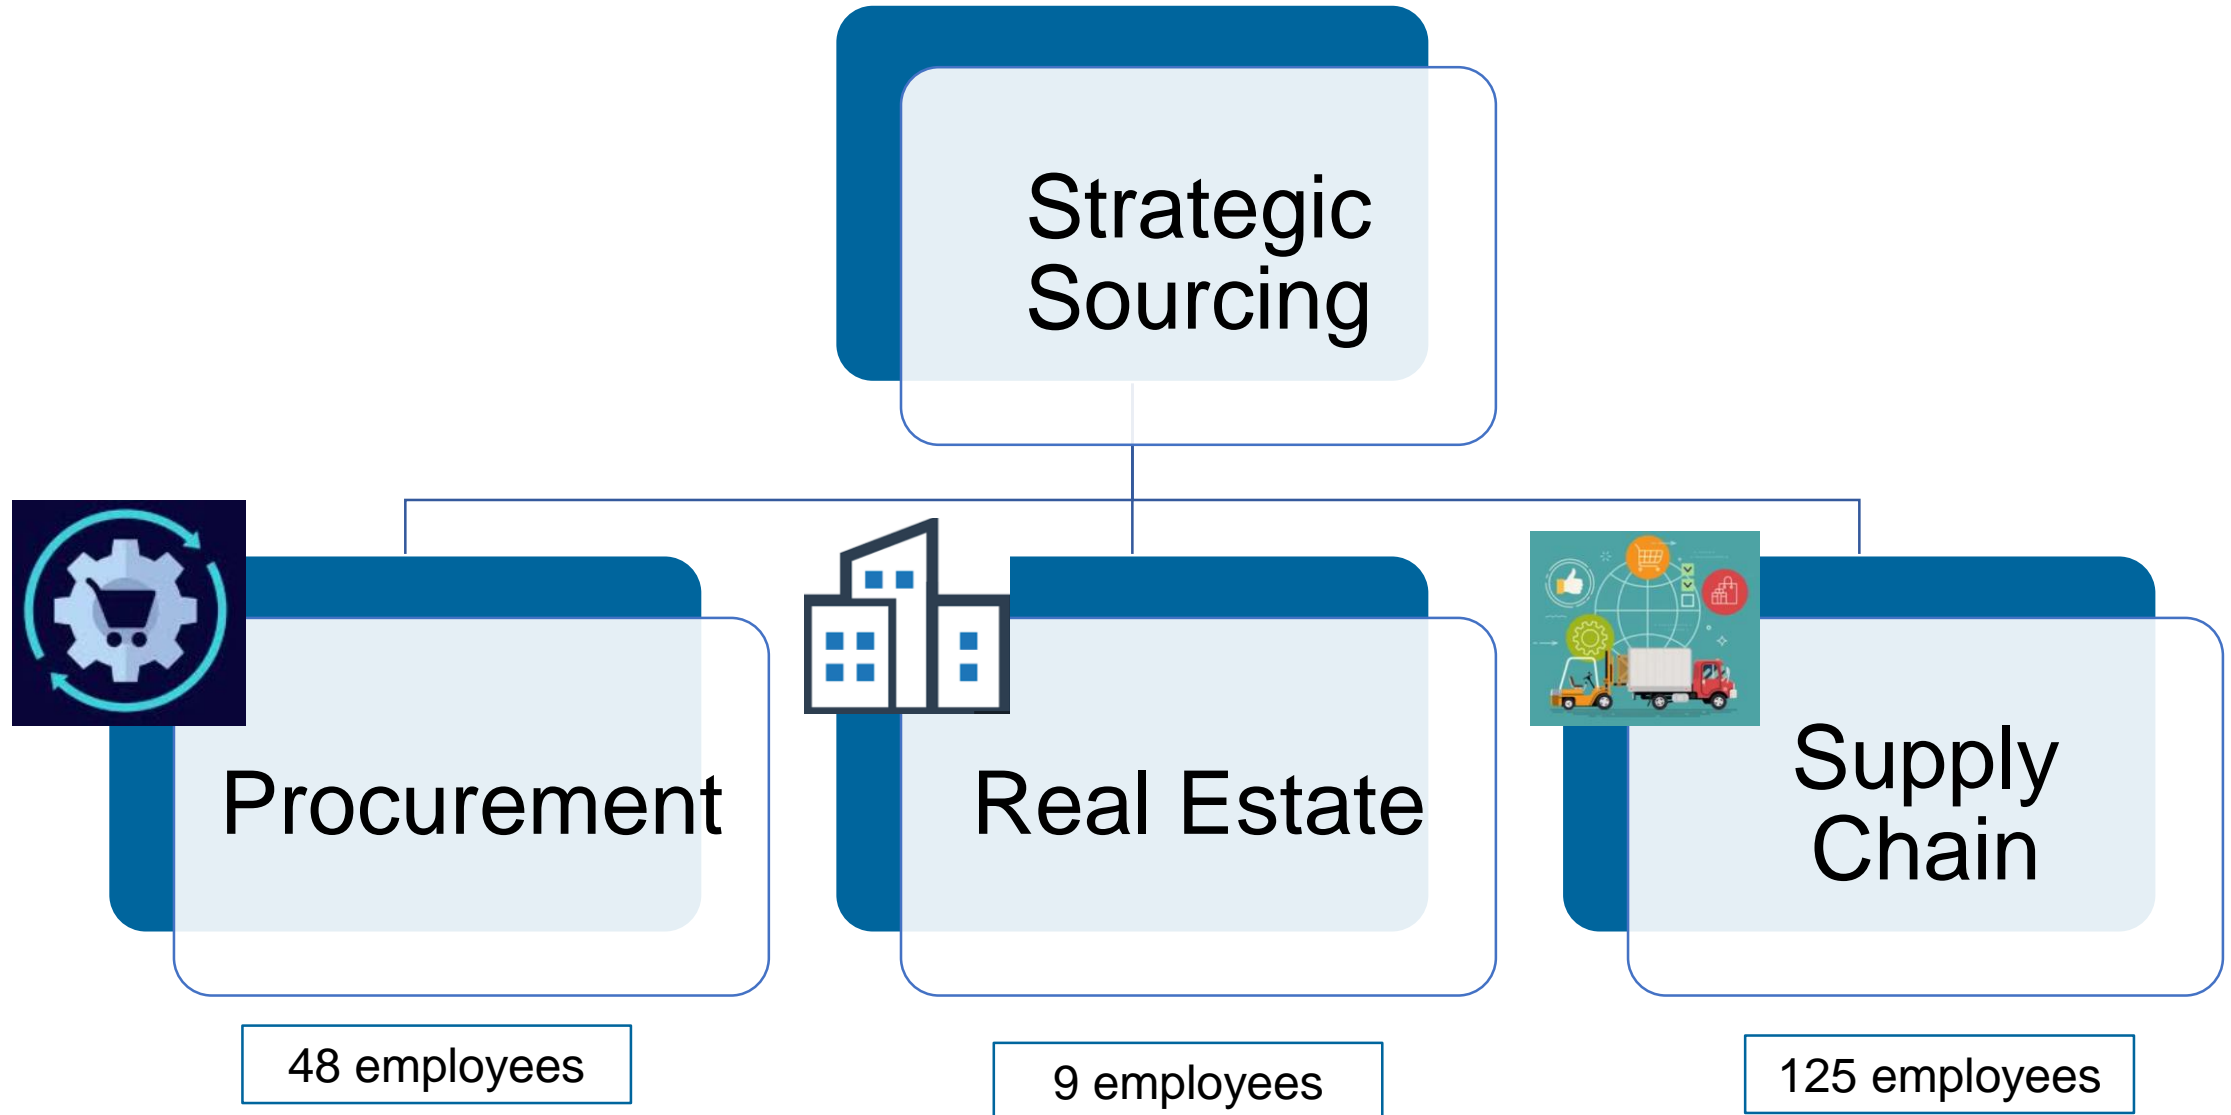 Strategic
Sourcing
Procurement
Real Estate
Supply
Chain
48 employees
9 employees
125 employees